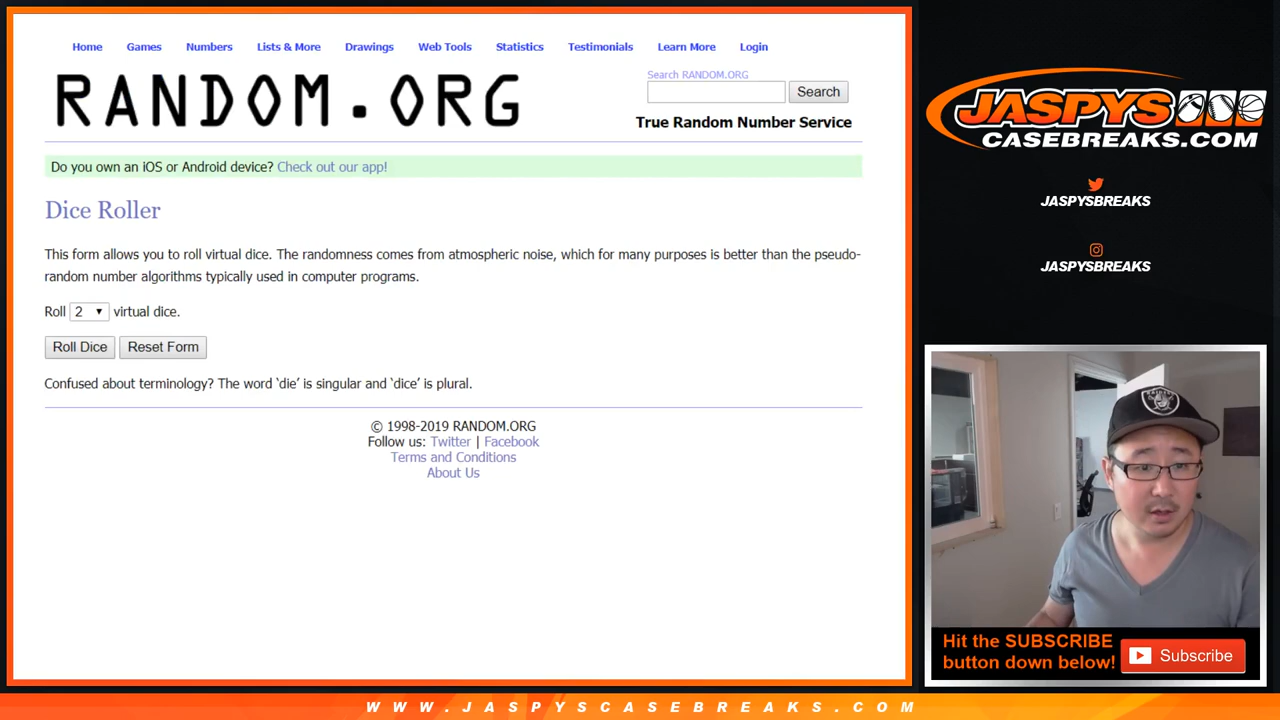 Home Games Numbers Lists & More Drawings Web Tools Statistics Testimonials Learn More Login
RANDOM.ORG
Search RANDOM.ORG
Search
True Random Number Service
Do you own an iOS or Android device? Check out our app!
Dice Roller
This form allows you to roll virtual dice. The randomness comes from atmospheric noise, which for many purposes is better than the pseudo-
random number algorithms typically used in computer programs.
Roll 2 virtual dice.
Roll Dice Reset Form
Confused about terminology? The word ‘die’ is singular and ‘dice’ is plural.
© 1998-2019 RANDOM.ORG
Follow us: Twitter | Facebook
Terms and Conditions
About Us
JASPYS
CASEBREAKS.COM
JASPYSBREAKS
JASPYSBREAKS
RAIDERS
Hit the SUBSCRIBE
button down below!
Subscribe
WWW.JASPYSCASEBREAKS.COM